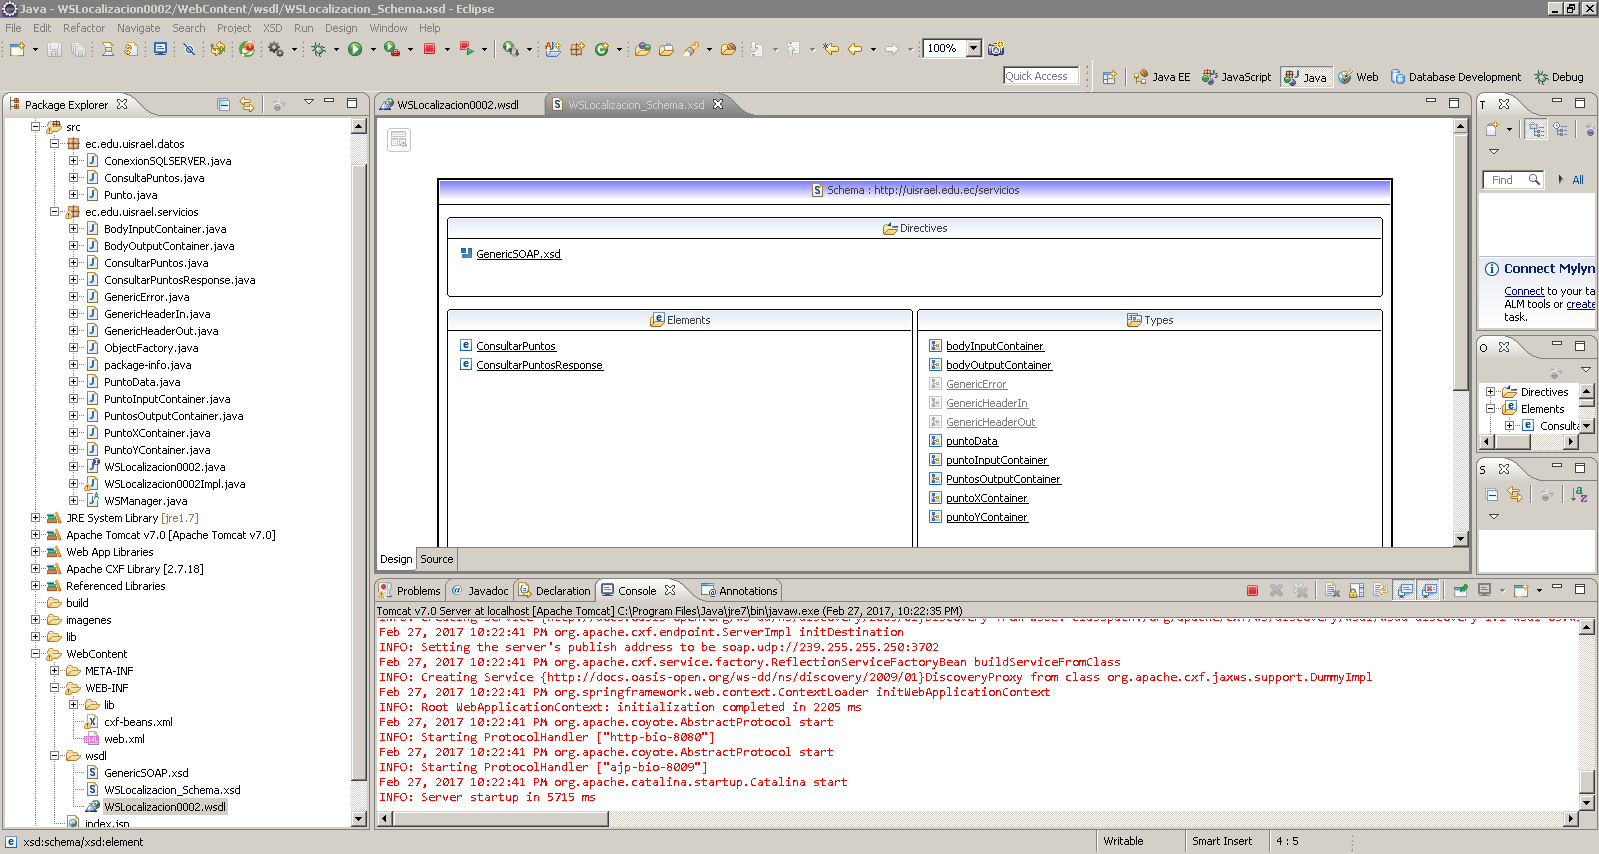 Java - WSLocalizacion0002/WebContent/wsdl/WSLocalizacion_Schema.xsd - Eclipse
File Edit Refactor Navigate Search Project XSD Run Design Window Help
100%
Quick Access
Java EE JavaScript Java Web Database Development Debug
Package Explorer
src
ec.edu.uisrael.datos
ConexionSQLSERVER.java
ConsultaPuntos.java
Punto.java
ec.edu.uisrael.servicios
BodyInputContainer.java
BodyOutputContainer.java
ConsultarPuntos.java
ConsultarPuntosResponse.java
GenericError.java
GenericHeaderIn.java
GenericHeaderOut.java
ObjectFactory.java
package-info.java
PuntoData.java
PuntoInputContainer.java
PuntosOutputContainer.java
PuntoXContainer.java
PuntoYContainer.java
WSLocalizacion0002.java
WSLocalizacion0002Impl.java
WSManager.java
JRE System Library [jre1.7]
Apache Tomcat v7.0 [Apache Tomcat v7.0]
Web App Libraries
Apache CXF Library [2.7.18]
Referenced Libraries
build
imagenes
lib
WebContent
META-INF
WEB-INF
lib
cxf-beans.xml
web.xml
wsdl
GenericSOAP.xsd
WSLocalizacion_Schema.xsd
WSLocalizacion0002.wsdl
index.jsp
WSLocalizacion0002.wsdl
WSLocalizacion_Schema.xsd
Schema : http://uisrael.edu.ec/servicios
Directives
GenericSOAP.xsd
Elements
ConsultarPuntos
ConsultarPuntosResponse
Types
bodyInputContainer
bodyOutputContainer
GenericError
GenericHeaderIn
GenericHeaderOut
puntoData
puntoInputContainer
PuntosOutputContainer
puntoXContainer
puntoYContainer
Design Source
T
Find
All
Connect Mylyn
Connect to your ta
ALM tools or create
task.
O
Directives
Elements
Consulta
S
Problems Javadoc Declaration Console Annotations
Tomcat v7.0 Server at localhost [Apache Tomcat] C:\Program Files\Java\jre7\bin\javaw.exe (Feb 27, 2017, 10:22:35 PM)
Feb 27, 2017 10:22:41 PM org.apache.cxf.endpoint.ServerImpl initDestination
INFO: Setting the server's publish address to be soap.udp://239.255.255.250:3702
Feb 27, 2017 10:22:41 PM org.apache.cxf.service.factory.ReflectionServiceFactoryBean buildServiceFromClass
INFO: Creating Service {http://docs.oasis-open.org/ws-dd/ns/discovery/2009/01}DiscoveryProxy from class org.apache.cxf.jaxws.support.DummyImpl
Feb 27, 2017 10:22:41 PM org.springframework.web.context.ContextLoader initWebApplicationContext
INFO: Root WebApplicationContext: initialization completed in 2205 ms
Feb 27, 2017 10:22:41 PM org.apache.coyote.AbstractProtocol start
INFO: Starting ProtocolHandler ["http-bio-8080"]
Feb 27, 2017 10:22:41 PM org.apache.coyote.AbstractProtocol start
INFO: Starting ProtocolHandler ["ajp-bio-8009"]
Feb 27, 2017 10:22:41 PM org.apache.catalina.startup.Catalina start
INFO: Server startup in 5715 ms
xsd:schema/xsd:element
Writable
Smart Insert
4 : 5